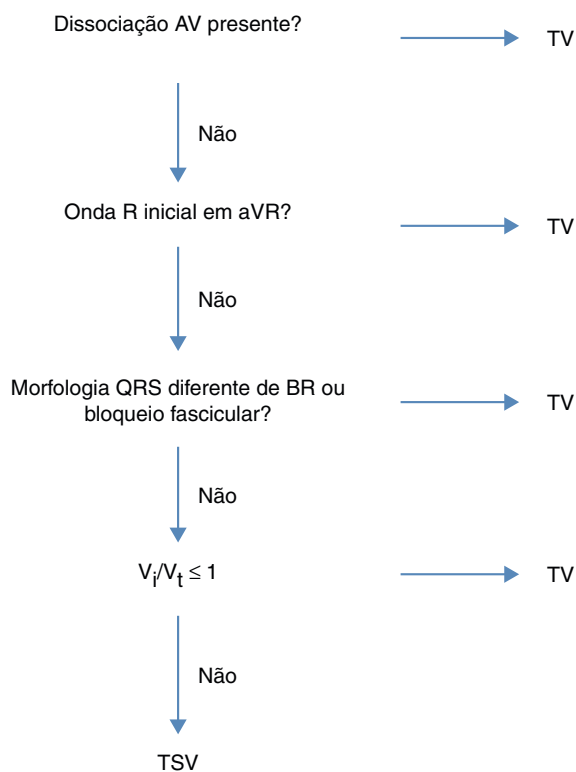 Dissociação AV presente?
TV
Não
Onda R inicial em aVR?
TV
Não
Morfologia QRS diferente de BR ou
bloqueio fascicular?
TV
Não
Vi/Vt ≤ 1
TV
Não
TSV